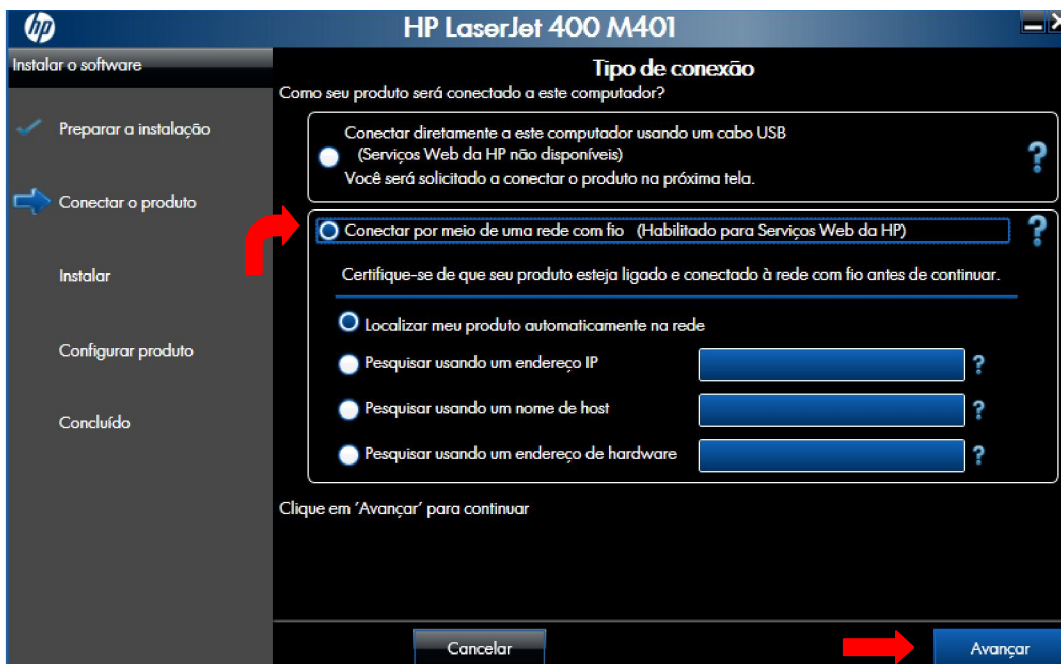 hp
HP LaserJet 400 M401
Instalar o software
Tipo de conexão
Como seu produto será conectado a este computador?
Preparar a instalação
Conectar o produto
Instalar
Configurar produto
Concluído
Conectar diretamente a este computador usando um cabo USB
(Serviços Web da HP não disponíveis)
Você será solicitado a conectar o produto na próxima tela.
?
Conectar por meio de uma rede com fio (Habilitado para Serviços Web da HP)
?
Certifique-se de que seu produto esteja ligado e conectado à rede com fio antes de continuar.
Localizar meu produto automaticamente na rede
Pesquisar usando um endereço IP
?
Pesquisar usando um nome de host
?
Pesquisar usando um endereço de hardware
?
Clique em 'Avançar' para continuar
Cancelar
Avançar